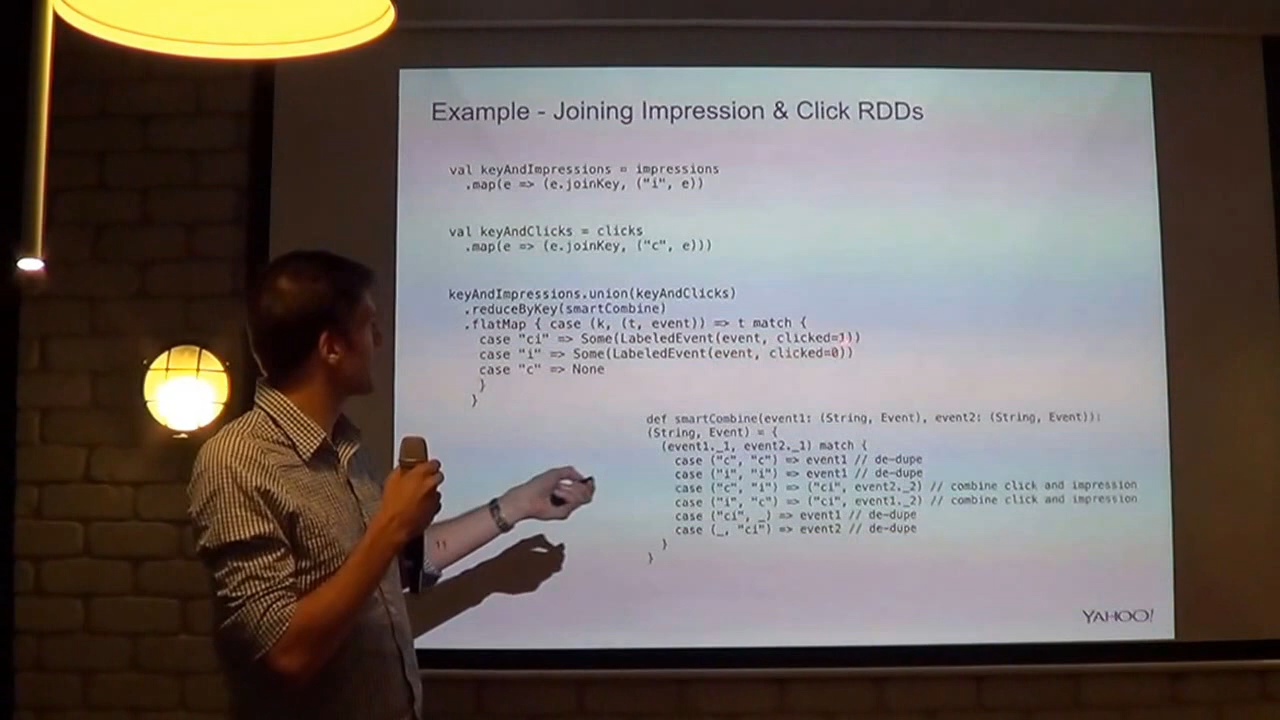 Example - Joining Impression & Click RDDs
val keyAndImpressions = impressions
.map(e => (e.joinKey, ("i", e))
val keyAndClicks = clicks
.map(e => (e.joinKey, ("c", e)))
keyAndImpressions.union(keyAndClicks)
.reduceByKey(smartCombine)
.flatMap { case (k, (t, event)) => t match {
case "ci" => Some(LabeledEvent(event, clicked=1))
case "i" => Some(LabeledEvent(event, clicked=0))
case "c" => None
}
}
def smartCombine(event1: (String, Event), event2: (String, Event)):
(String, Event) = {
(event1._1, event2._1) match {
case ("c", "c") => event1 // de-dupe
case ("i", "i") => event1 // de-dupe
case ("c", "i") => ("ci", event2._2) // combine click and impression
case ("i", "c") => ("ci", event1._2) // combine click and impression
case ("ci", _) => event1 // de-dupe
case (_, "ci") => event2 // de-dupe
}
}
YAHOO!